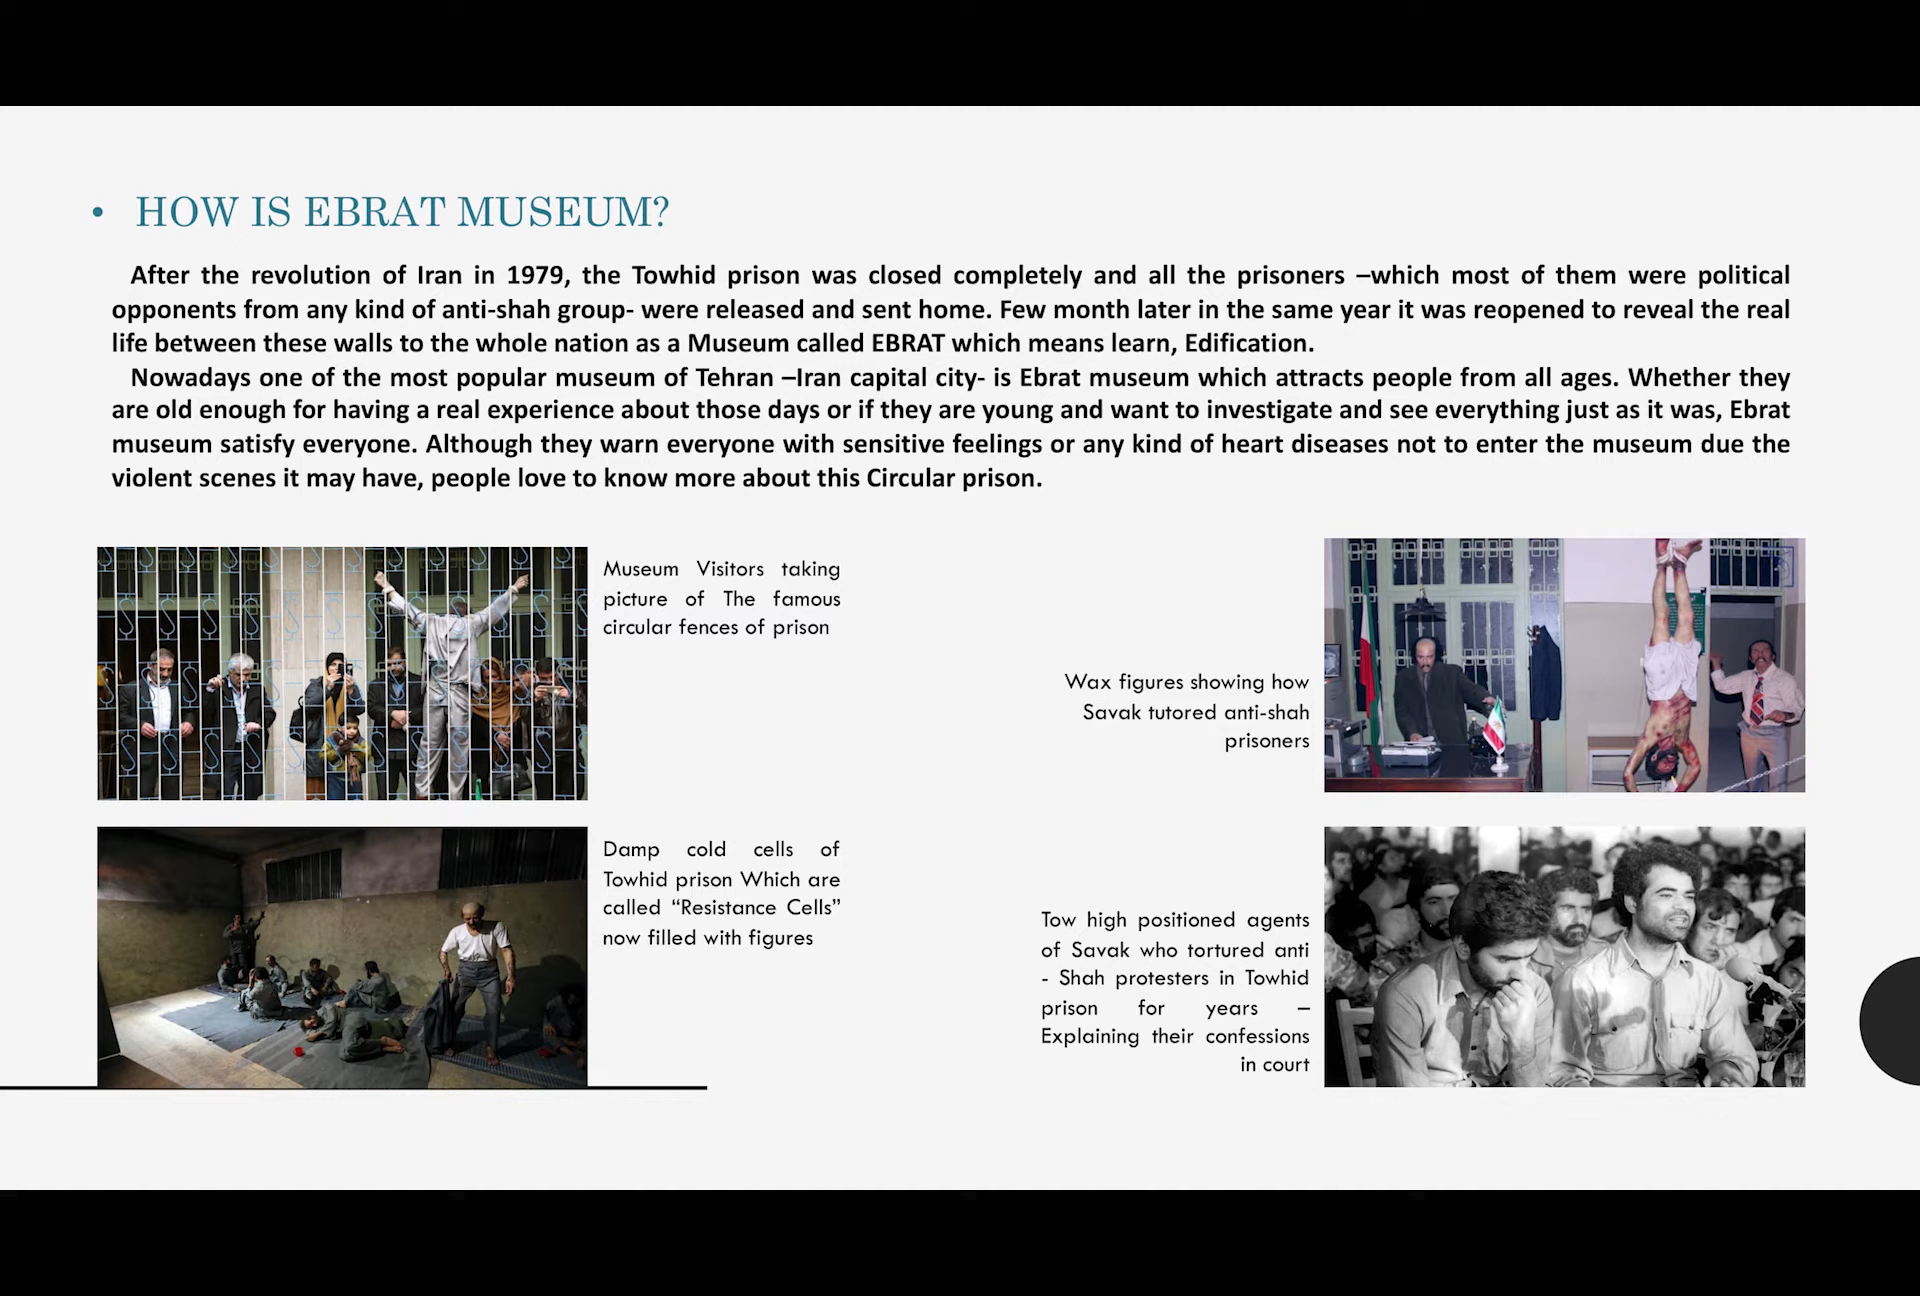 • HOW IS EBRAT MUSEUM?
After the revolution of Iran in 1979, the Towhid prison was closed completely and all the prisoners –which most of them were political
opponents from any kind of anti-shah group- were released and sent home. Few month later in the same year it was reopened to reveal the real
life between these walls to the whole nation as a Museum called EBRAT which means learn, Edification.
Nowadays one of the most popular museum of Tehran –Iran capital city- is Ebrat museum which attracts people from all ages. Whether they
are old enough for having a real experience about those days or if they are young and want to investigate and see everything just as it was, Ebrat
museum satisfy everyone. Although they warn everyone with sensitive feelings or any kind of heart diseases not to enter the museum due the
violent scenes it may have, people love to know more about this Circular prison.
Museum Visitors taking
picture of The famous
circular fences of prison
Wax figures showing how
Savak tutored anti-shah
prisoners
Damp cold cells of
Towhid prison Which are
called “Resistance Cells”
now filled with figures
Tow high positioned agents
of Savak who tortured anti
- Shah protesters in Towhid
prison for years –
Explaining their confessions
in court